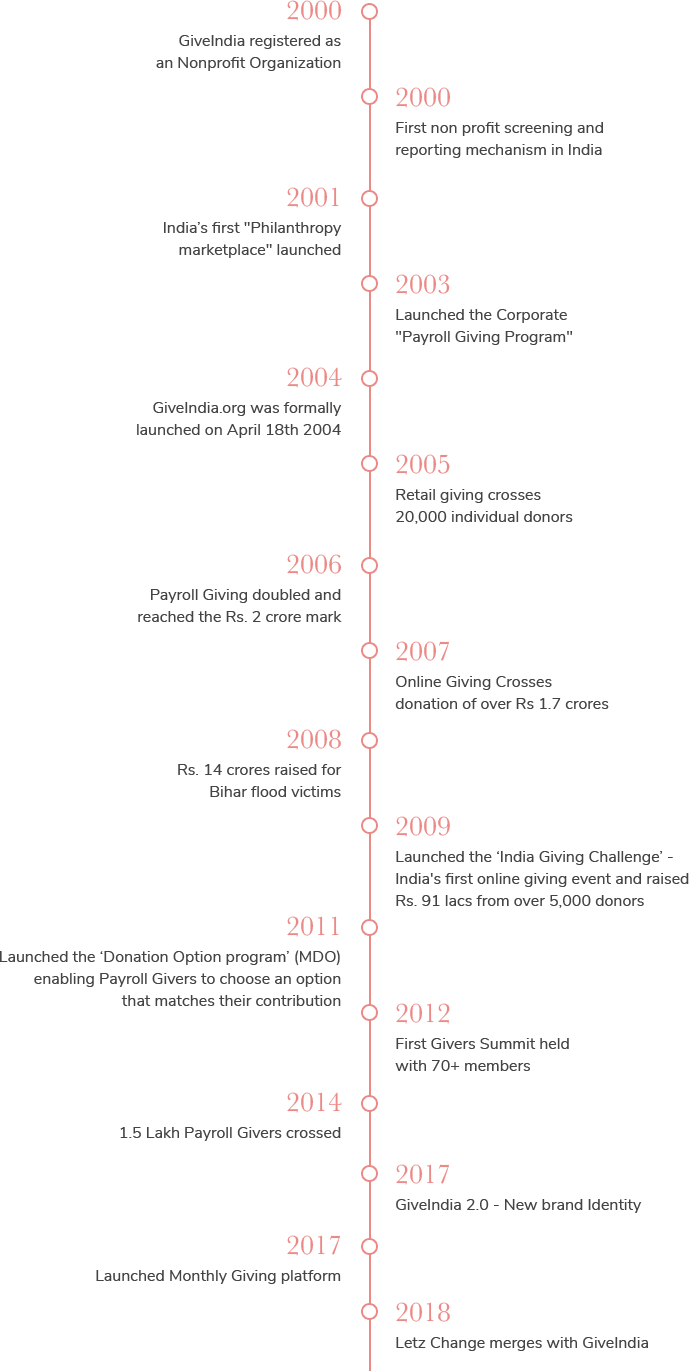 2000
GiveIndia registered as
an Nonprofit Organization
2000
First non profit screening and
reporting mechanism in India
2001
India’s first "Philanthropy
marketplace" launched
2003
Launched the Corporate
"Payroll Giving Program"
2004
GiveIndia.org was formally
launched on April 18th 2004
2005
Retail giving crosses
20,000 individual donors
2006
Payroll Giving doubled and
reached the Rs. 2 crore mark
2007
Online Giving Crosses
donation of over Rs 1.7 crores
2008
Rs. 14 crores raised for
Bihar flood victims
2009
Launched the ‘India Giving Challenge’ -
India's first online giving event and raised
Rs. 91 lacs from over 5,000 donors
2011
Launched the ‘Donation Option program’ (MDO)
enabling Payroll Givers to choose an option
that matches their contribution
2012
First Givers Summit held
with 70+ members
2014
1.5 Lakh Payroll Givers crossed
2017
GiveIndia 2.0 - New brand Identity
2017
Launched Monthly Giving platform
2018
Letz Change merges with GiveIndia